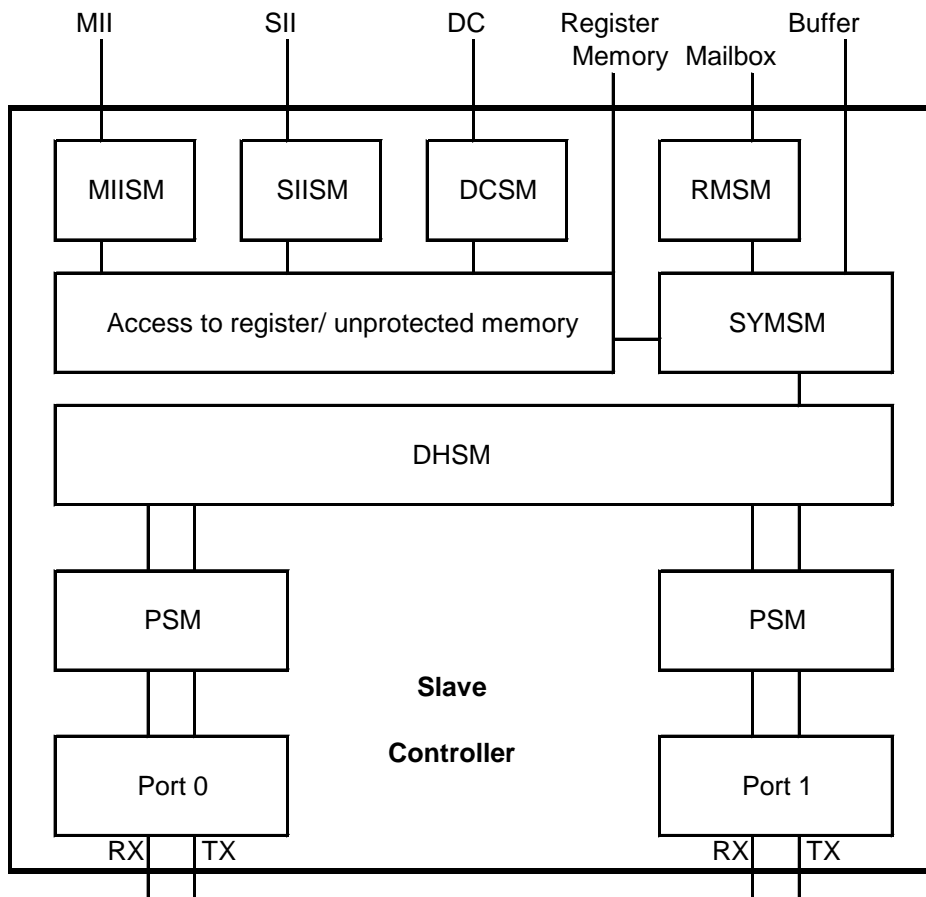 MII SII DC Register Buffer
Memory Mailbox
MIISM SIISM DCSM RMSM
Access to register/ unprotected memory SYMSM
DHSM
PSM PSM
Slave
Controller
Port 0 Port 1
RX TX RX TX